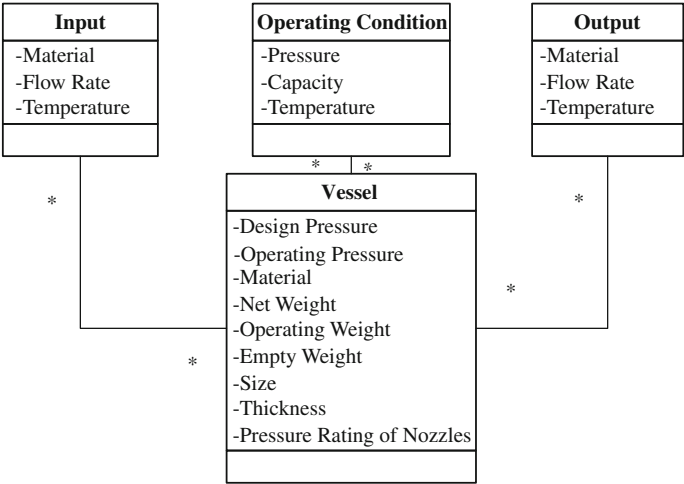 Input
-Material
-Flow Rate
-Temperature
Operating Condition
-Pressure
-Capacity
-Temperature
Output
-Material
-Flow Rate
-Temperature
* *
*
*
Vessel
-Design Pressure
-Operating Pressure
-Material
-Net Weight
-Operating Weight
-Empty Weight
-Size
-Thickness
-Pressure Rating of Nozzles
*
*